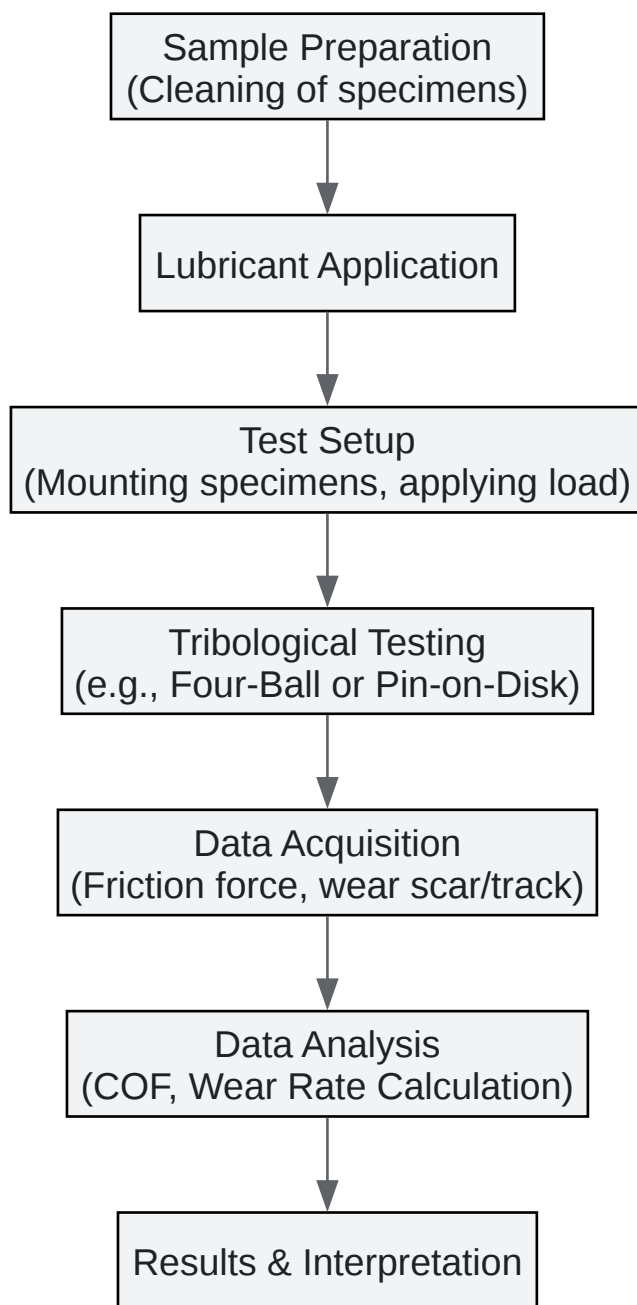 Sample Preparation
(Cleaning of specimens)
Lubricant Application
Test Setup
(Mounting specimens, applying load)
Tribological Testing
(e.g., Four-Ball or Pin-on-Disk)
Data Acquisition
(Friction force, wear scar/track)
Data Analysis
(COF, Wear Rate Calculation)
Results & Interpretation